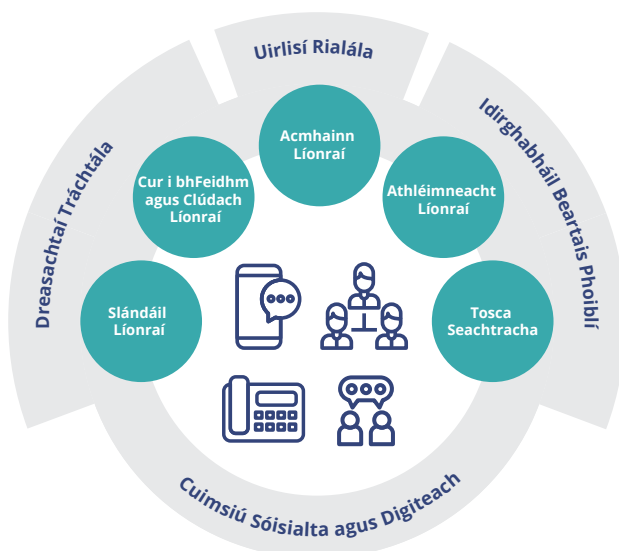 Uirlisí Rialála
Dreasachtaí Tráchtála
Idirghabháil Beartais Phoiblí
Acmhainn
Líonraí
Cur i bhFeidhm
agus Clúdach
Líonraí
Athléimneacht
Líonraí
Slándáil
Líonraí
Tosca
Seachtracha
Cuimsiú Sóisialta agus Digiteach